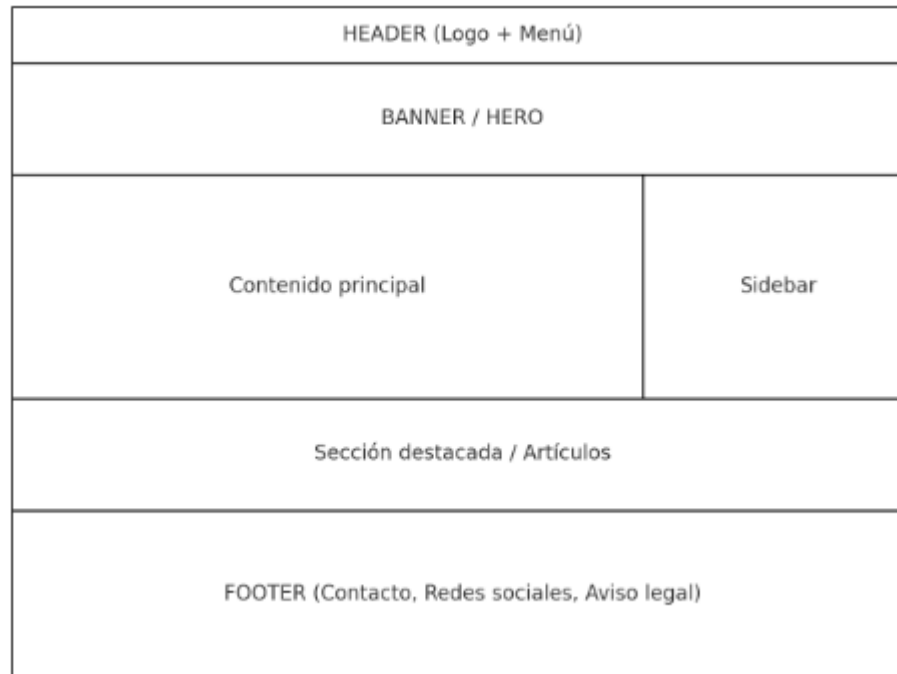 HEADER (Logo + Menú)
BANNER / HERO
Contenido principal
Sidebar
Sección destacada / Artículos
FOOTER (Contacto, Redes sociales, Aviso legal)